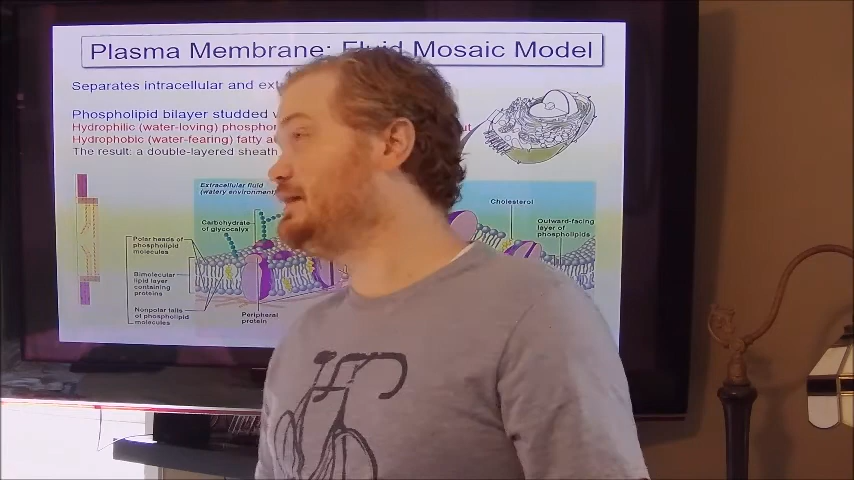 Plasma Membrane: Fluid Mosaic Model
Separates intracellular and
Phospholipid bilayer studded
Hydrophilic (water-loving)
Hydrophobic (water-fearing) fatty
The result: a double-layered sheath
Extracellular fluid
(watery environment)
Carbohydrate
of glycocalyx
Cholesterol
Outward-facing
layer of
phospholipids
Polar heads of
phospholipid
molecules
Bimolecular
lipid layer
containing
proteins
Nonpolar tails
of phospholipid
molecules
Peripheral
protein